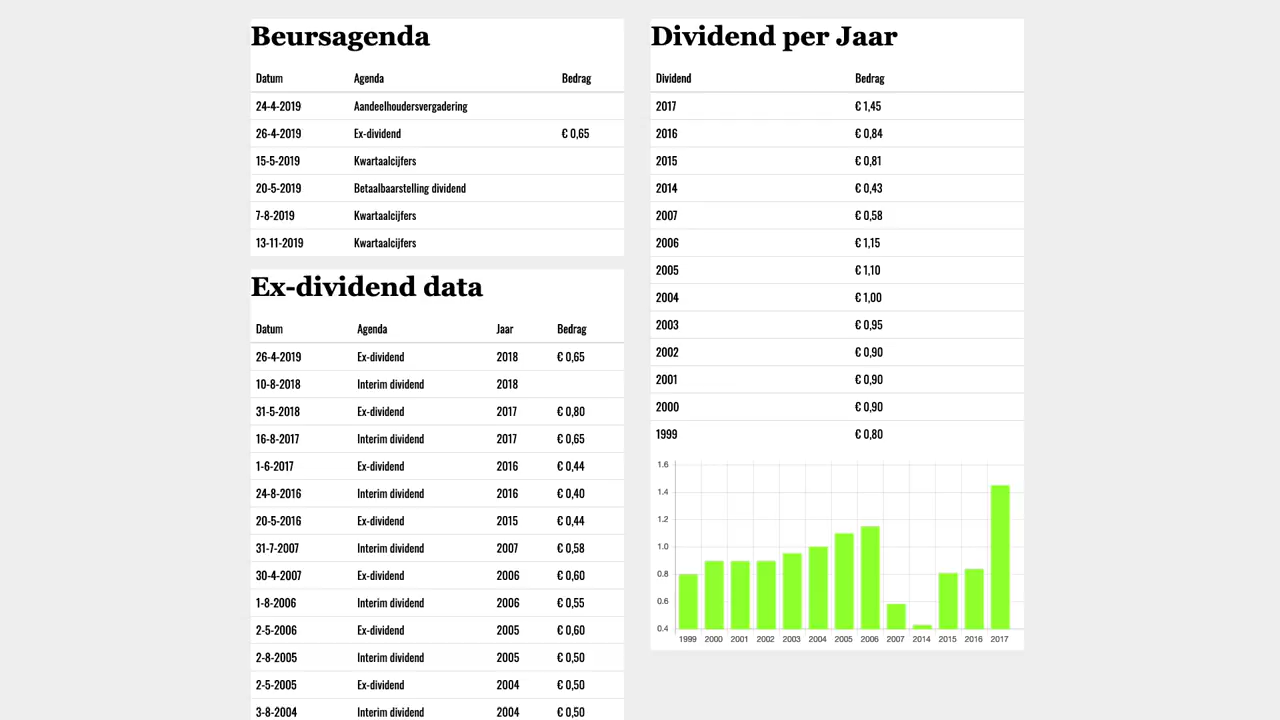 Beursagenda
Datum Agenda Bedrag
24-4-2019 Aandeelhoudersvergadering
26-4-2019 Ex-dividend € 0,65
15-5-2019 Kwartaalcijfers
20-5-2019 Betaalbaarstelling dividend
7-8-2019 Kwartaalcijfers
13-11-2019 Kwartaalcijfers
Ex-dividend data
Datum Agenda Jaar Bedrag
26-4-2019 Ex-dividend 2018 € 0,65
10-8-2018 Interim dividend 2018
31-5-2018 Ex-dividend 2017 € 0,80
16-8-2017 Interim dividend 2017 € 0,65
1-6-2017 Ex-dividend 2016 € 0,44
24-8-2016 Interim dividend 2016 € 0,40
20-5-2016 Ex-dividend 2015 € 0,44
31-7-2007 Interim dividend 2007 € 0,58
30-4-2007 Ex-dividend 2006 € 0,60
1-8-2006 Interim dividend 2006 € 0,55
2-5-2006 Ex-dividend 2005 € 0,60
2-8-2005 Interim dividend 2005 € 0,50
2-5-2005 Ex-dividend 2004 € 0,50
3-8-2004 Interim dividend 2004 € 0,50
Dividend per Jaar
Dividend Bedrag
2017 € 1,45
2016 € 0,84
2015 € 0,81
2014 € 0,43
2007 € 0,58
2006 € 1,15
2005 € 1,10
2004 € 1,00
2003 € 0,95
2002 € 0,90
2001 € 0,90
2000 € 0,90
1999 € 0,80
1.6
1.4
1.2
1.0
0.8
0.6
0.4
1999 2000 2001 2002 2003 2004 2005 2006 2007 2014 2015 2016 2017